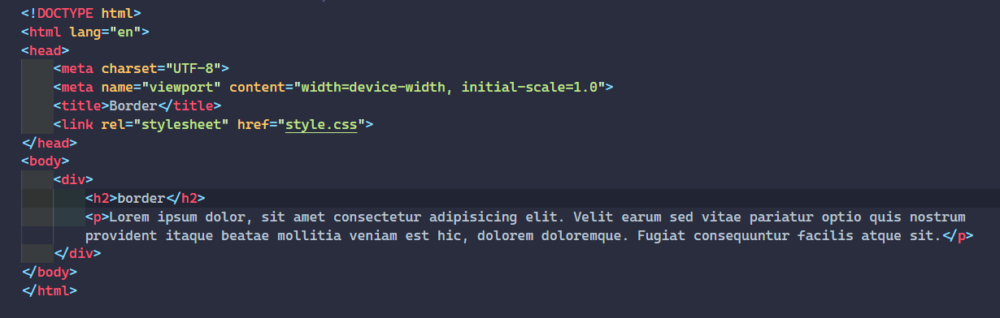 <!DOCTYPE html>
<html lang="en">
<head>
    <meta charset="UTF-8">
    <meta name="viewport" content="width=device-width, initial-scale=1.0">
    <title>Border</title>
    <link rel="stylesheet" href="style.css">
</head>
<body>
    <div>
        <h2>border</h2>
        <p>Lorem ipsum dolor, sit amet consectetur adipisicing elit. Velit earum sed vitae pariatur optio quis nostrum
        provident itaque beatae mollitia veniam est hic, dolorem doloremque. Fugiat consequuntur facilis atque sit.</p>
    </div>
</body>
</html>